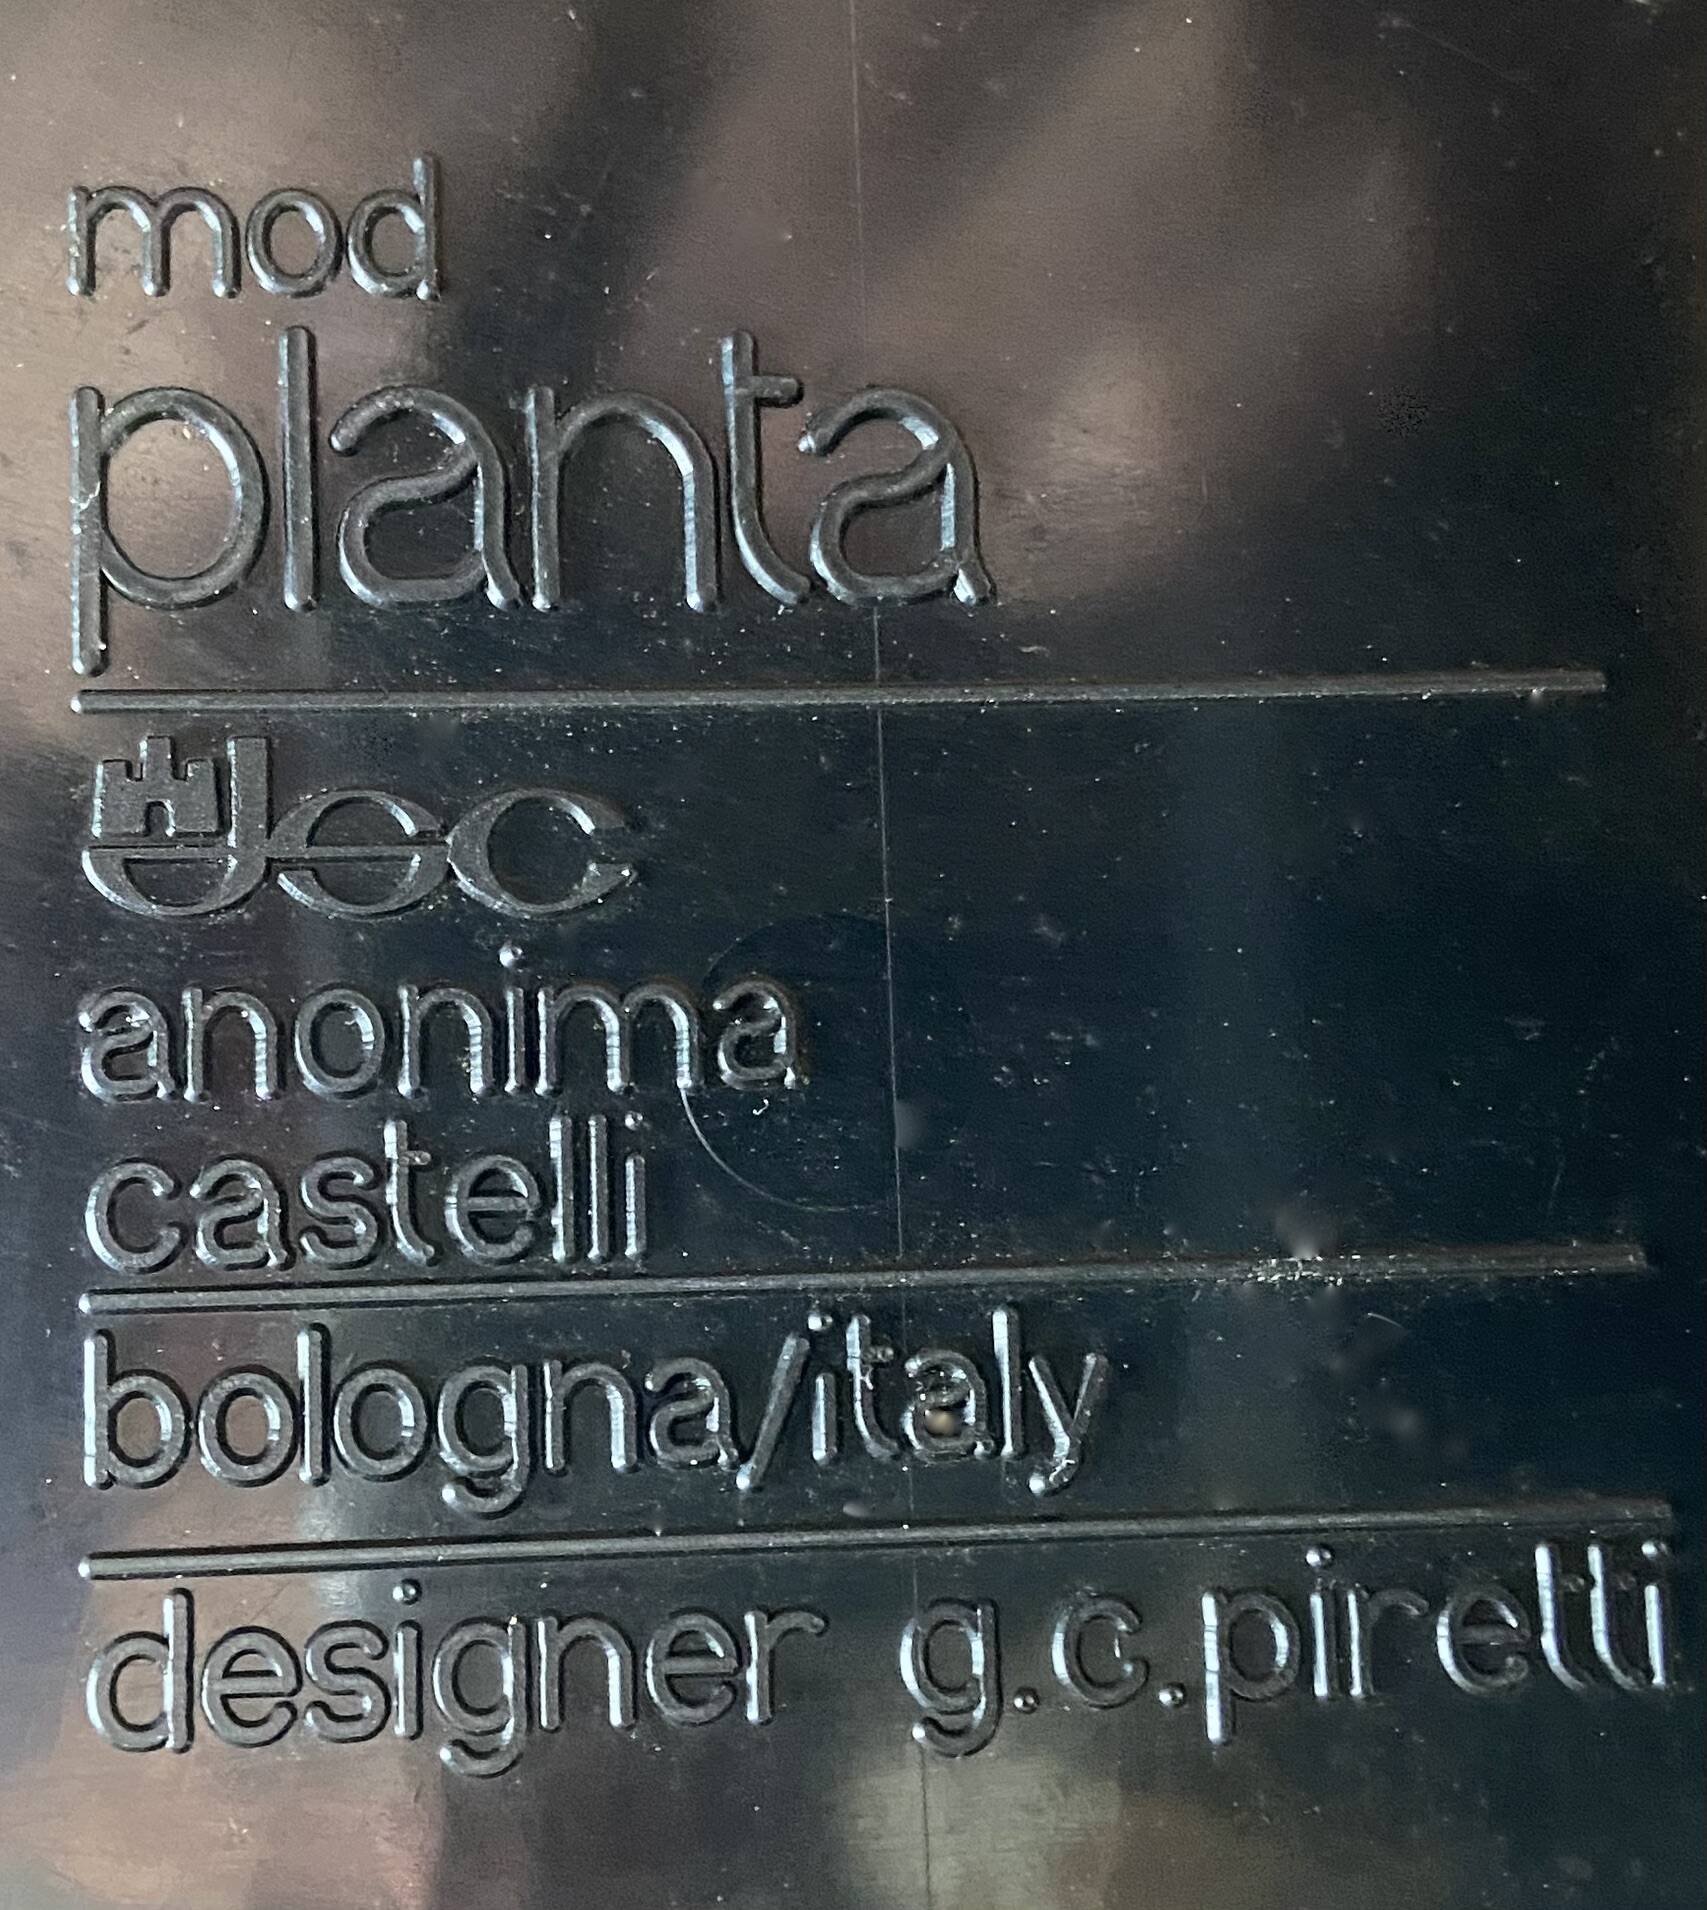 mod
planta
anonima
castelli
bologna/italy
designer g.c.piretti